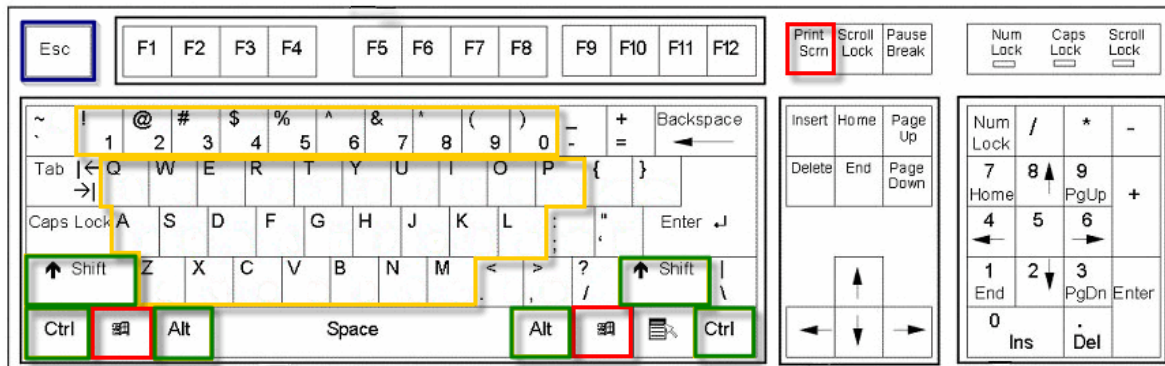 Esc F1 F2 F3 F4 F5 F6 F7 F8 F9 F10 F11 F12
Print Scrn Scroll Lock Pause Break
Num Lock Caps Lock Scroll Lock
~ ` ! 1 @ 2 # 3 $ 4 % 5 ^ 6 & 7 * 8 ( 9 ) 0 _ - + = Backspace
Tab Q W E R T Y U I O P { }
Caps Lock A S D F G H J K L : ; " ' Enter
Shift Z X C V B N M < . > , ? / Shift | \
Ctrl Alt Space Alt Ctrl
Insert Home Page Up
Delete End Page Down
Num Lock / * -
7 Home 8 9 PgUp +
4 5 6
1 End 2 3 PgDn Enter
0 Ins . Del